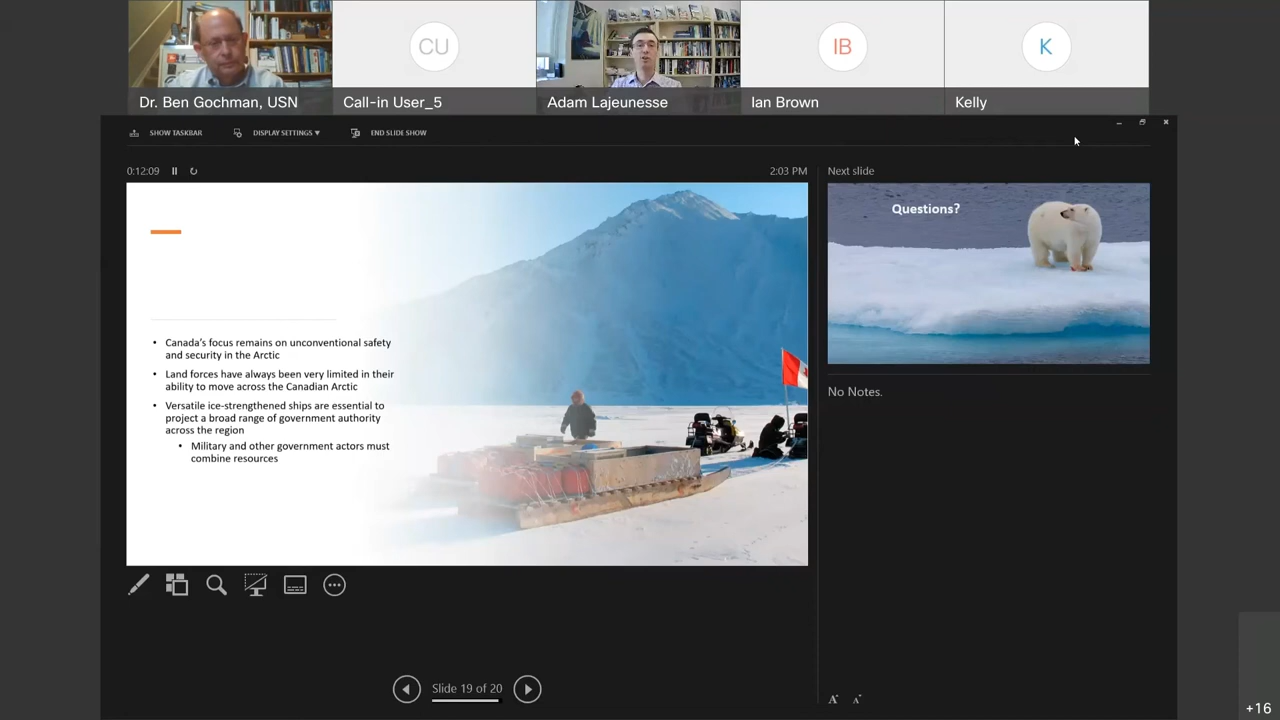 CU
IB
K
Dr. Ben Gochman, USN
Call-in User_5
Adam Lajeunesse
Ian Brown
Kelly
SHOW TASKBAR
DISPLAY SETTINGS
END SLIDE SHOW
0:12:09
2:03 PM
Next slide
Questions?
• Canada's focus remains on unconventional safety
and security in the Arctic
• Land forces have always been very limited in their
ability to move across the Canadian Arctic
• Versatile ice-strengthened ships are essential to
project a broad range of government authority
across the region
• Military and other government actors must
combine resources
No Notes.
Slide 19 of 20
A A
+16